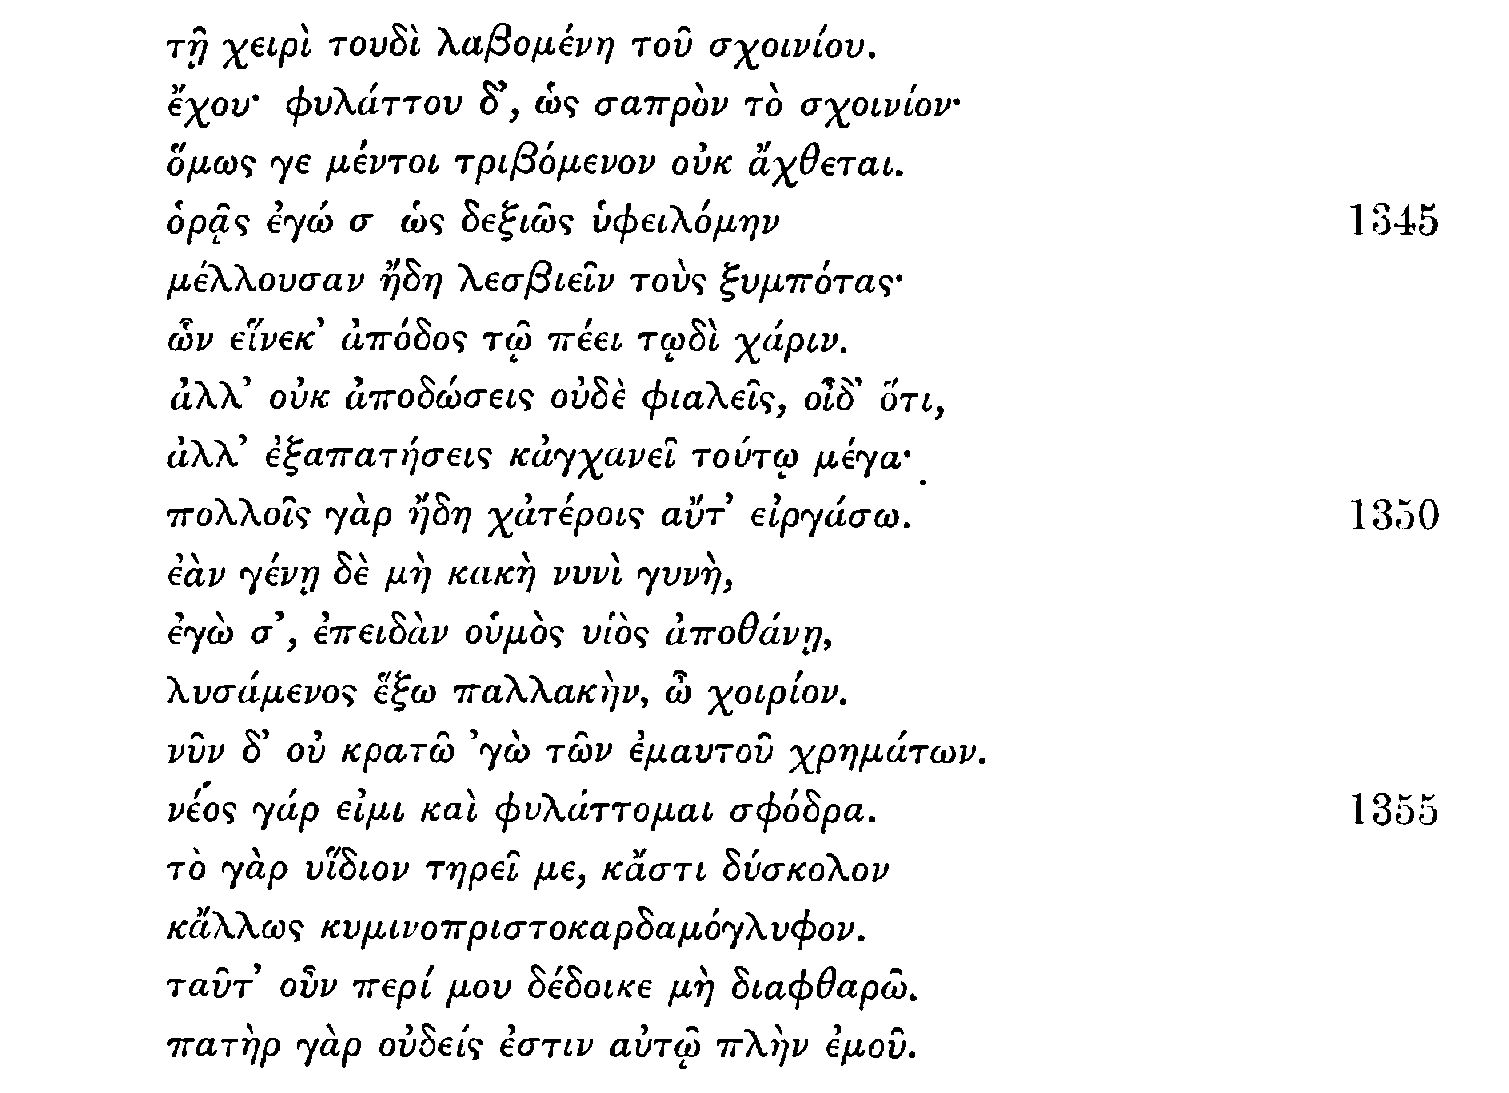 τῇ χειρὶ τουδὶ λαβομένη τοῦ σχοινίου.
ἔχου· φυλάττου δ’, ὡς σαπρὸν τὸ σχοινίον·
ὅμως γε μέντοι τριβόμενον οὐκ ἄχθεται.
ὁρᾷς ἐγώ σ ὡς δεξιῶς ὑφειλόμην 1345
μέλλουσαν ἤδη λεσβιεῖν τοὺς ξυμπότας·
ὧν εἵνεκ’ ἀπόδος τῷ πέει τῳδὶ χάριν.
ἀλλ’ οὐκ ἀποδώσεις οὐδὲ φιαλεῖς, οἶδ’ ὅτι,
ἀλλ’ ἐξαπατήσεις κἀγχανεῖ τούτῳ μέγα·
πολλοῖς γὰρ ἤδη χἀτέροις αὔτ’ εἰργάσω. 1350
ἐὰν γένῃ δὲ μὴ κακὴ νυνὶ γυνὴ,
ἐγὼ σ’, ἐπειδὰν οὑμὸς υἱὸς ἀποθάνῃ,
λυσάμενος ἕξω παλλακὴν, ὦ χοιρίον.
νῦν δ’ οὐ κρατῶ ’γὼ τῶν ἐμαυτοῦ χρημάτων.
νέος γάρ εἰμι καὶ φυλάττομαι σφόδρα. 1355
τὸ γὰρ υἵδιον τηρεῖ με, κἄστι δύσκολον
κἄλλως κυμινοπριστοκαρδαμόγλυφον.
ταῦτ’ οὖν περί μου δέδοικε μὴ διαφθαρῶ.
πατὴρ γὰρ οὐδείς ἐστιν αὐτῷ πλὴν ἐμοῦ.